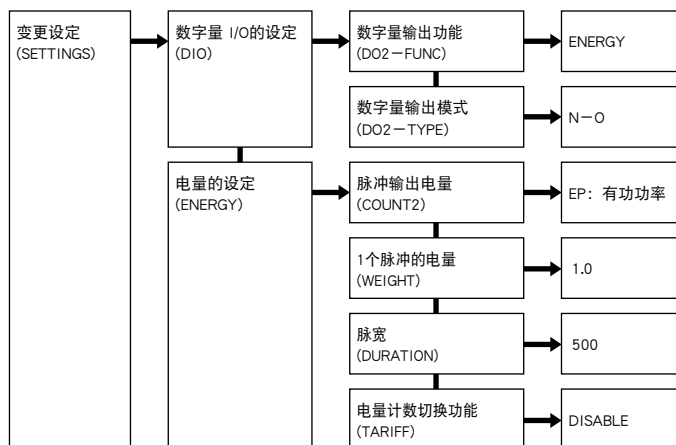 变更设定
(SETTINGS)
数字量 I/O的设定
(DIO)
数字量输出功能
(DO2－FUNC)
ENERGY
数字量输出模式
(DO2－TYPE)
N－O
电量的设定
(ENERGY)
脉冲输出电量
(COUNT2)
EP：有功功率
1个脉冲的电量
(WEIGHT)
1.0
脉宽
(DURATION)
500
电量计数切换功能
(TARIFF)
DISABLE